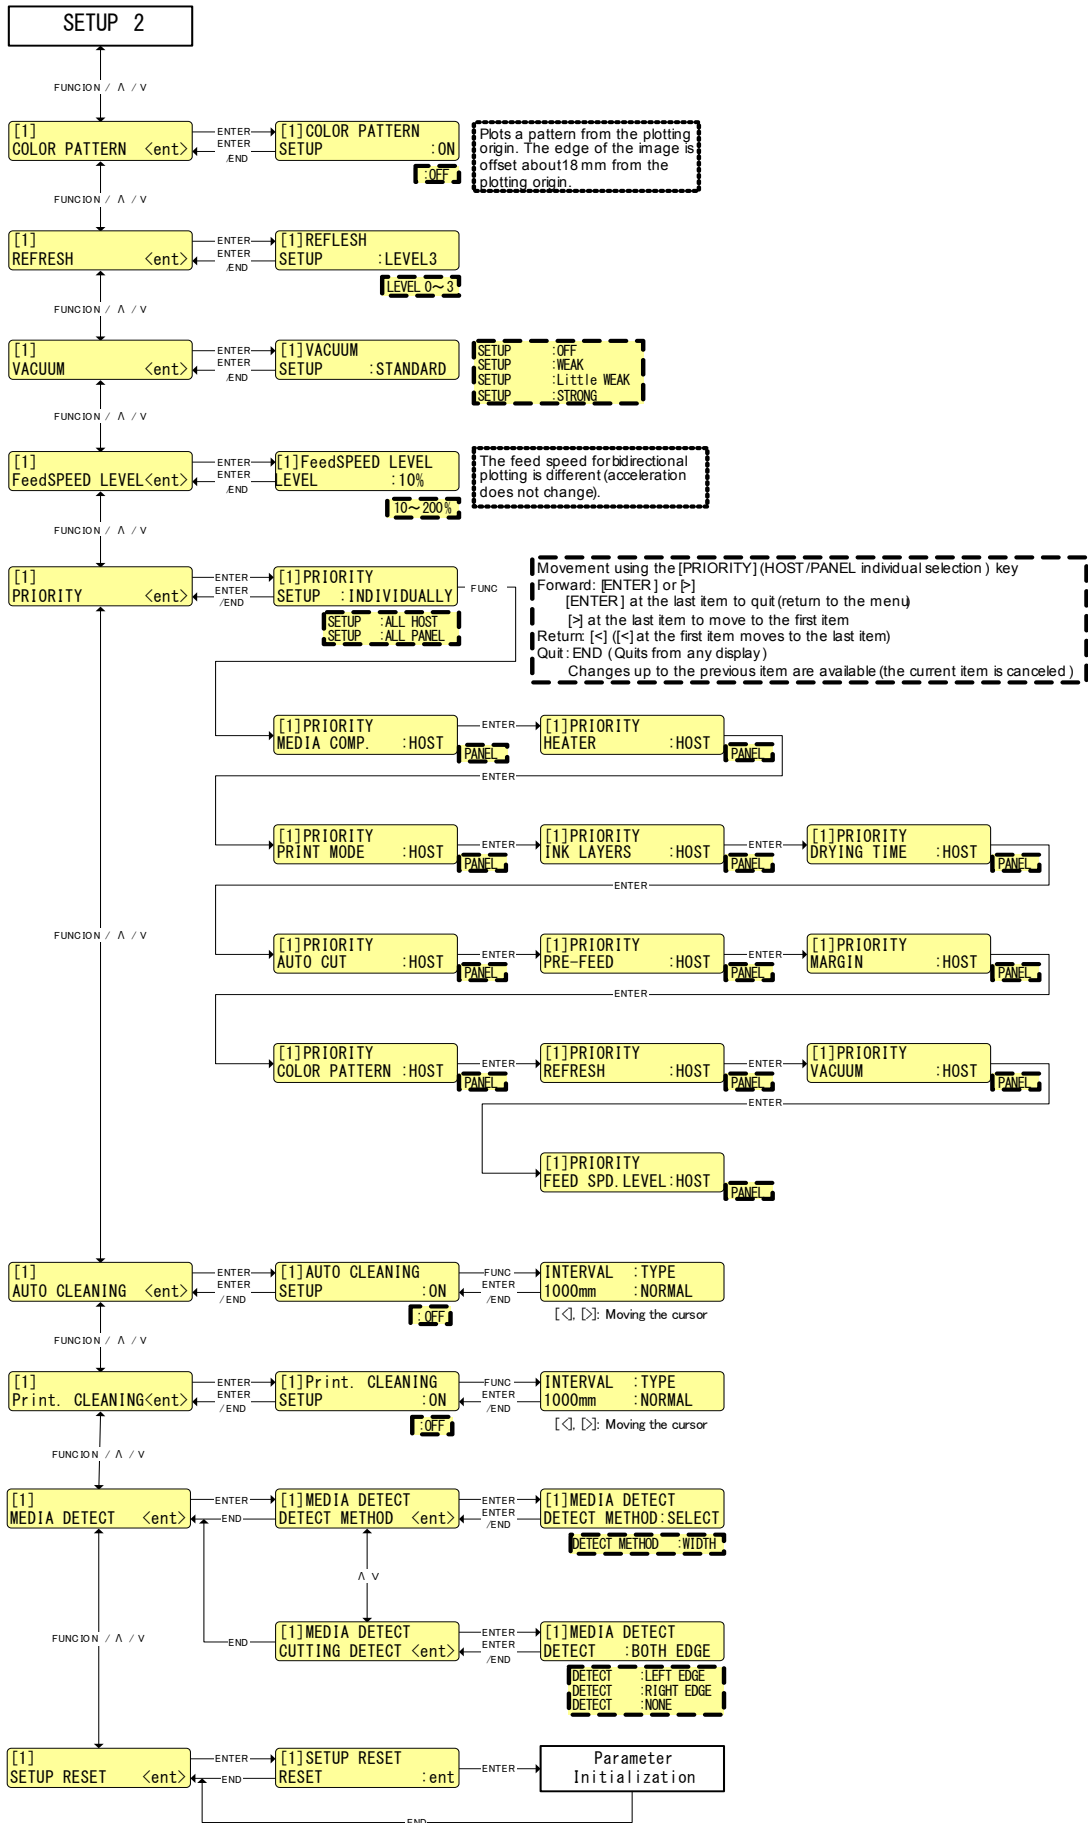 SETUP 2
FUNCION / Λ / V
[1]
COLOR PATTERN <ent>
ENTER
ENTER
/END
[1]COLOR PATTERN
SETUP :ON
:OFF
Plots a pattern from the plotting
origin. The edge of the image is
offset about18 mm from the
plotting origin.
FUNCION / Λ / V
[1]
REFRESH <ent>
ENTER
ENTER
/END
[1]REFLESH
SETUP :LEVEL3
LEVEL 0～3
FUNCION / Λ / V
[1]
VACUUM <ent>
ENTER
ENTER
/END
[1]VACUUM
SETUP :STANDARD
SETUP :OFF
SETUP :WEAK
SETUP :Little WEAK
SETUP :STRONG
FUNCION / Λ / V
[1]
FeedSPEED LEVEL<ent>
ENTER
ENTER
/END
[1]FeedSPEED LEVEL
LEVEL :10%
10～200%
The feed speed for bidirectional
plotting is different (acceleration
does not change).
FUNCION / Λ / V
[1]
PRIORITY <ent>
ENTER
ENTER
/END
[1]PRIORITY
SETUP :INDIVIDUALLY
SETUP :ALL HOST
SETUP :ALL PANEL
FUNC
Movement using the [PRIORITY] (HOST/PANEL individual selection ) key
Forward: [ENTER ] or [>]
[ENTER ] at the last item to quit (return to the menu)
[>] at the last item to move to the first item
Return: [<] ([<] at the first item moves to the last item)
Quit : END (Quits from any display )
Changes up to the previous item are available (the current item is canceled )
[1]PRIORITY
MEDIA COMP. :HOST
PANEL
ENTER
[1]PRIORITY
HEATER :HOST
PANEL
ENTER
[1]PRIORITY
PRINT MODE :HOST
PANEL
ENTER
[1]PRIORITY
INK LAYERS :HOST
PANEL
ENTER
[1]PRIORITY
DRYING TIME :HOST
PANEL
ENTER
FUNCION / Λ / V
[1]PRIORITY
AUTO CUT :HOST
PANEL
ENTER
[1]PRIORITY
PRE-FEED :HOST
PANEL
ENTER
[1]PRIORITY
MARGIN :HOST
PANEL
ENTER
[1]PRIORITY
COLOR PATTERN :HOST
PANEL
ENTER
[1]PRIORITY
REFRESH :HOST
PANEL
ENTER
[1]PRIORITY
VACUUM :HOST
PANEL
ENTER
[1]PRIORITY
FEED SPD.LEVEL:HOST
PANEL
[1]
AUTO CLEANING <ent>
ENTER
ENTER
/END
[1]AUTO CLEANING
SETUP :ON
:OFF
FUNC
ENTER
/END
INTERVAL :TYPE
1000mm :NORMAL
[<], [>]: Moving the cursor
FUNCION / Λ / V
[1]
Print. CLEANING<ent>
ENTER
ENTER
/END
[1]Print. CLEANING
SETUP :ON
:OFF
FUNC
ENTER
/END
INTERVAL :TYPE
1000mm :NORMAL
[<], [>]: Moving the cursor
FUNCION / Λ / V
[1]
MEDIA DETECT <ent>
ENTER
END
[1]MEDIA DETECT
DETECT METHOD <ent>
ENTER
ENTER
/END
[1]MEDIA DETECT
DETECT METHOD:SELECT
DETECT METHOD :WIDTH
Λ V
FUNCION / Λ / V
END
[1]MEDIA DETECT
CUTTING DETECT <ent>
ENTER
ENTER
/END
[1]MEDIA DETECT
DETECT :BOTH EDGE
DETECT :LEFT EDGE
DETECT :RIGHT EDGE
DETECT :NONE
[1]
SETUP RESET <ent>
ENTER
END
[1]SETUP RESET
RESET :ent
ENTER
Parameter
Initialization
END